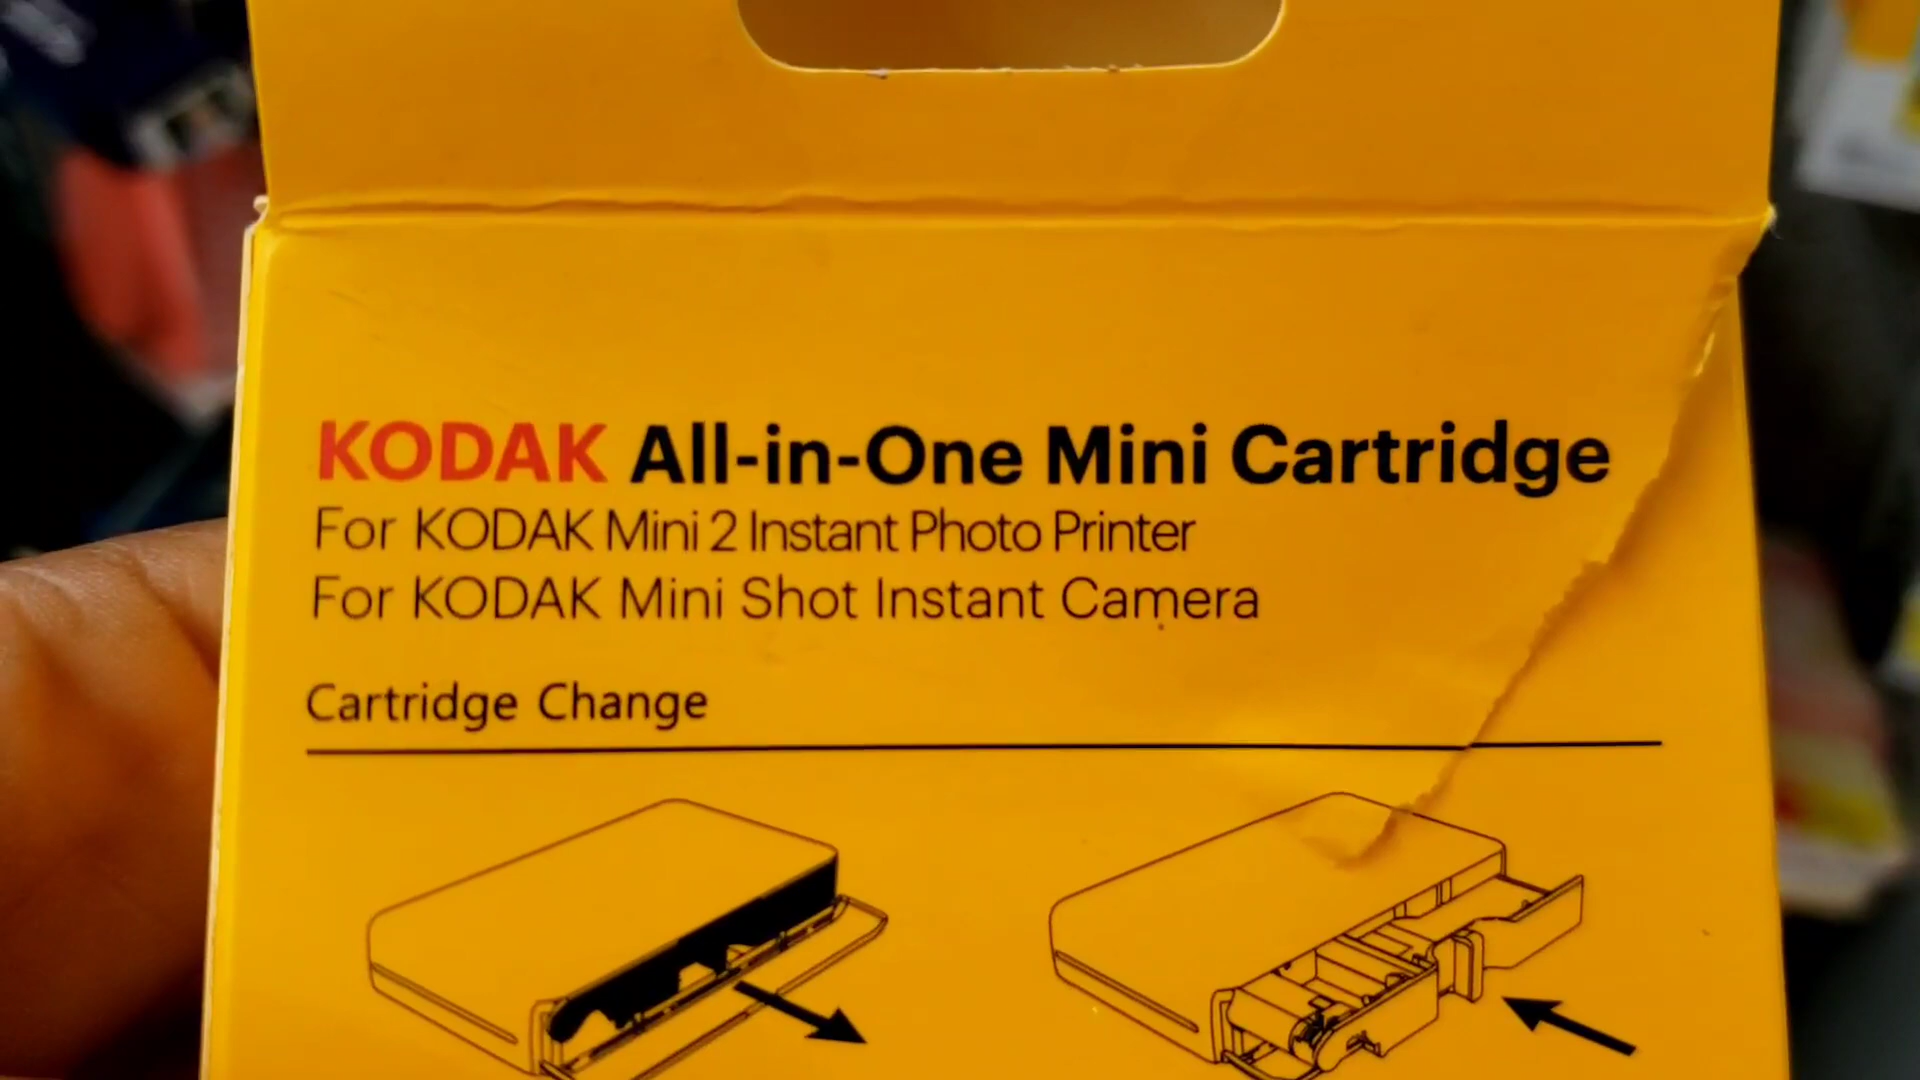 KODAK All-in-One Mini Cartridge
For KODAK Mini 2 Instant Photo Printer
For KODAK Mini Shot Instant Camera
Cartridge Change